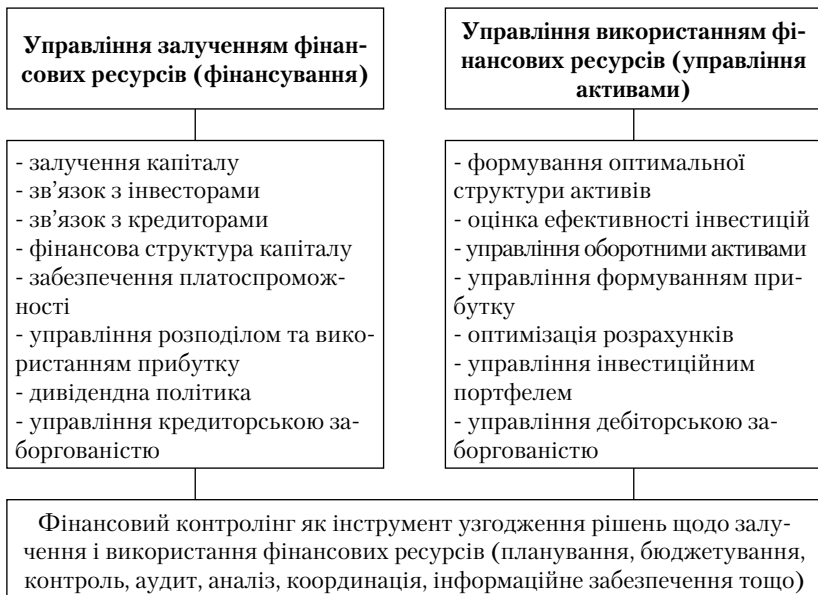 Управління залученням фінан-
сових ресурсів (фінансування)
Управління використанням фі-
нансових ресурсів (управління
активами)
- залучення капіталу
- зв’язок з інвесторами
- зв’язок з кредиторами
- фінансова структура капіталу
- забезпечення платоспромож-
ності
- управління розподілом та вико-
ристанням прибутку
- дивідендна політика
- управління кредиторською за-
боргованістю
- формування оптимальної
структури активів
- оцінка ефективності інвестицій
- управління оборотними активами
- управління формуванням при-
бутку
- оптимізація розрахунків
- управління інвестиційним
портфелем
- управління дебіторською за-
боргованістю
Фінансовий контролінг як інструмент узгодження рішень щодо залу-
чення і використання фінансових ресурсів (планування, бюджетування,
контроль, аудит, аналіз, координація, інформаційне забезпечення тощо)